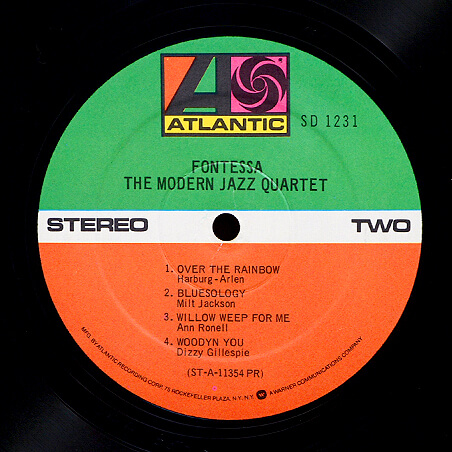 ATLANTIC
SD 1231
FONTESSA
THE MODERN JAZZ QUARTET
STEREO
TWO
1. OVER THE RAINBOW
Harburg-Arlen
2. BLUESOLOGY
Milt Jackson
3. WILLOW WEEP FOR ME
Ann Ronell
4. WOODYN YOU
Dizzy Gillespie
(ST-A-11354 PR)
MFG. BY ATLANTIC RECORDING CORP. 75 ROCKEFELLER PLAZA, N.Y. N.Y. A WARNER COMMUNICATIONS COMPANY